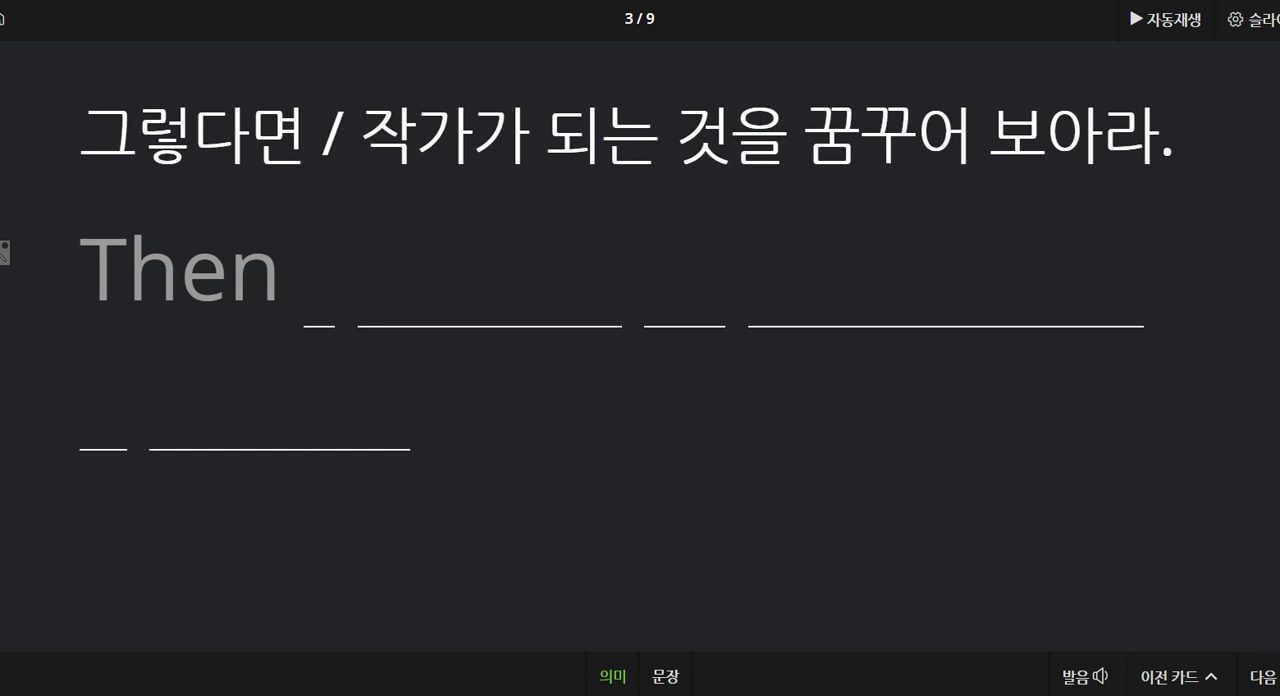 3 / 9
▶ 자동재생
그렇다면 / 작가가 되는 것을 꿈꾸어 보아라.
Then
의미
문장
발음
이전 카드
다음